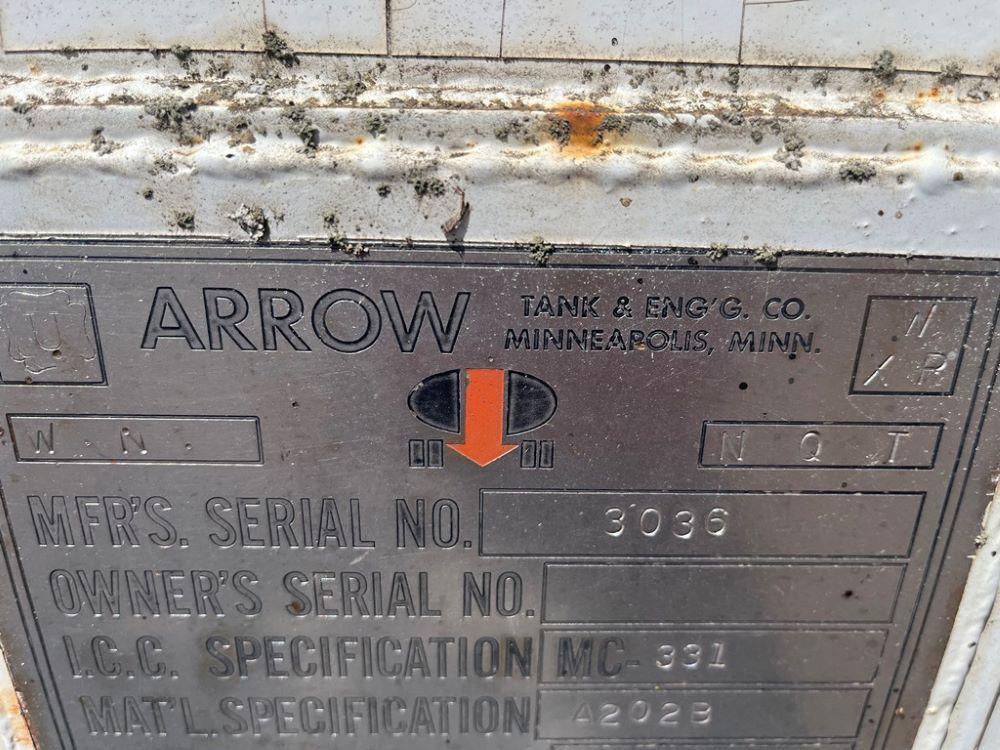 U
ARROW TANK & ENG'G. CO.
MINNEAPOLIS, MINN.
W
/ P
W . N .
N Q T
MFR'S. SERIAL NO. 3036
OWNER'S SERIAL NO.
I.C.C. SPECIFICATION MC-331
MAT'L. SPECIFICATION A202B